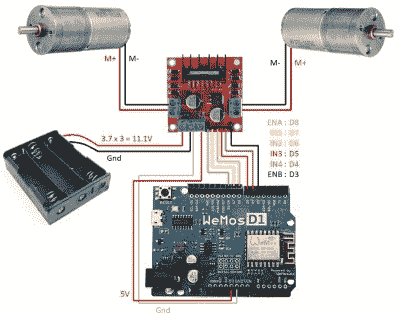 M+
M-
M-
M+
3.7 x 3 = 11.1V
Gnd
ENA : D8
IN1 : D7
IN2 : D6
IN3 : D5
IN4 : D4
ENB : D3
WeMos D1
5V
Gnd